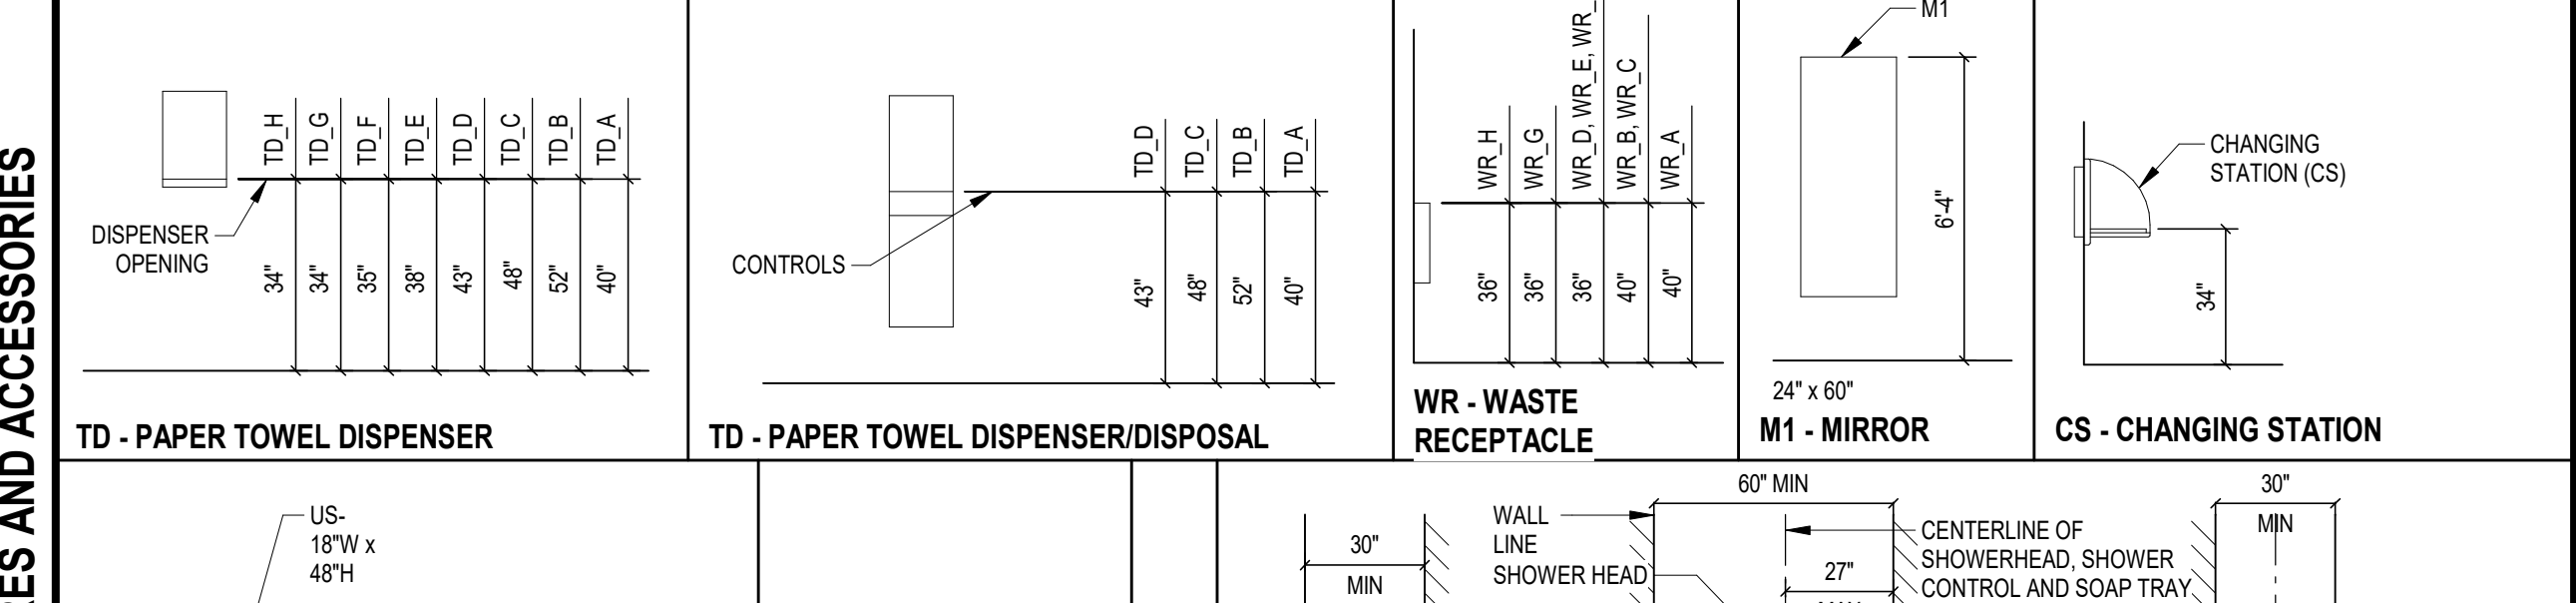 M1
TD_H
TD_G
TD_F
TD_E
TD_D
TD_C
TD_B
TD_A
DISPENSER
OPENING
34"
34"
35"
38"
43"
48"
52"
40"
TD - PAPER TOWEL DISPENSER
TD_D
TD_C
TD_B
TD_A
CONTROLS
43"
48"
52"
40"
TD - PAPER TOWEL DISPENSER/DISPOSAL
WR_H
WR_G
WR_D, WR_E, WR_
WR_B, WR_C
WR_A
36"
36"
36"
40"
40"
WR - WASTE
RECEPTACLE
6'-4"
24" x 60"
M1 - MIRROR
CHANGING
STATION (CS)
34"
CS - CHANGING STATION
RES AND ACCESSORIES
US-
18"W x
48"H
30"
MIN
WALL
LINE
SHOWER HEAD
60" MIN
27"
CENTERLINE OF
SHOWERHEAD, SHOWER
CONTROL AND SOAP TRAY
30"
MIN